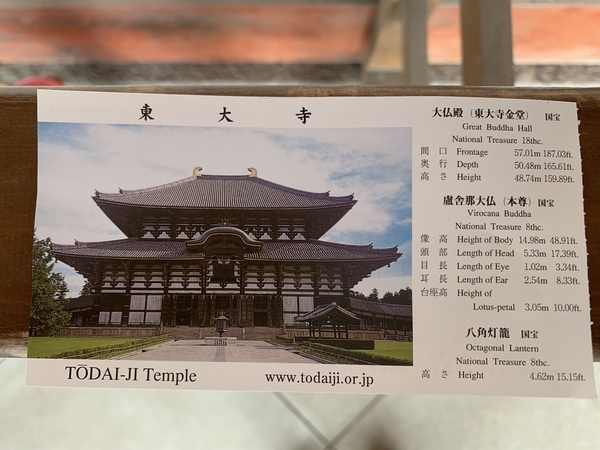 東大寺
TŌDAI-JI Temple
www.todaiji.or.jp
大仏殿（東大寺金堂） 国宝
Great Buddha Hall
National Treasure 18thc.
間口 Frontage 57.01m 187.03ft.
奥行 Depth 50.48m 165.61ft.
高さ Height 48.74m 159.89ft.
盧舎那大仏（本尊） 国宝
Virocana Buddha
National Treasure 8thc.
像高 Height of Body 14.98m 48.91ft.
頭部 Length of Head 5.33m 17.39ft.
目長 Length of Eye 1.02m 3.34ft.
耳長 Length of Ear 2.54m 8.33ft.
台座高 Height of
Lotus-petal 3.05m 10.00ft.
八角灯籠 国宝
Octagonal Lantern
National Treasure 8thc.
高さ Height 4.62m 15.15ft.